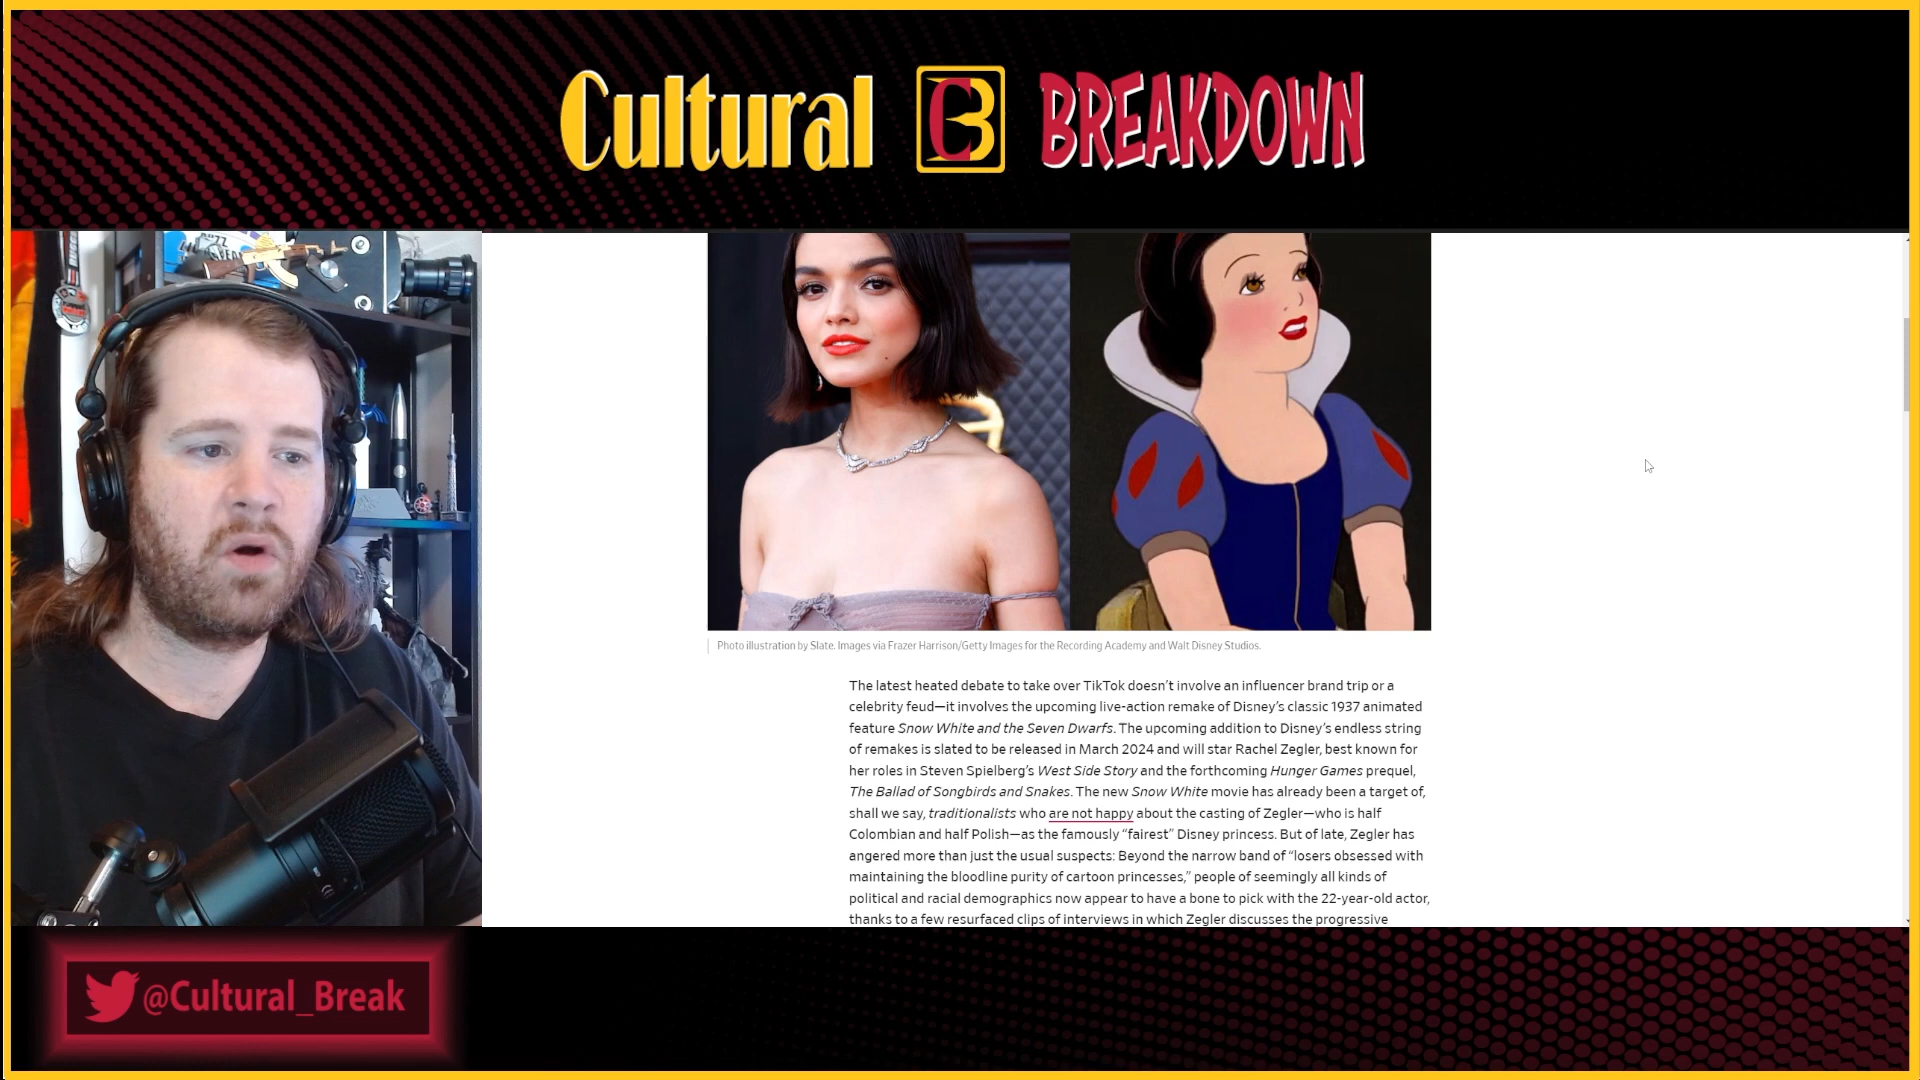 Cultural CB BREAKDOWN
Photo illustration by Slate. Images via Frazer Harrison/Getty Images for the Recording Academy and Walt Disney Studios.
The latest heated debate to take over TikTok doesn’t involve an influencer brand trip or a
celebrity feud—it involves the upcoming live-action remake of Disney’s classic 1937 animated
feature Snow White and the Seven Dwarfs. The upcoming addition to Disney’s endless string
of remakes is slated to be released in March 2024 and will star Rachel Zegler, best known for
her roles in Steven Spielberg’s West Side Story and the forthcoming Hunger Games prequel,
The Ballad of Songbirds and Snakes. The new Snow White movie has already been a target of,
shall we say, traditionalists who are not happy about the casting of Zegler—who is half
Colombian and half Polish—as the famously “fairest” Disney princess. But of late, Zegler has
angered more than just the usual suspects: Beyond the narrow band of “losers obsessed with
maintaining the bloodline purity of cartoon princesses,” people of seemingly all kinds of
political and racial demographics now appear to have a bone to pick with the 22-year-old actor,
thanks to a few resurfaced clips of interviews in which Zegler discusses the progressive
@Cultural_Break